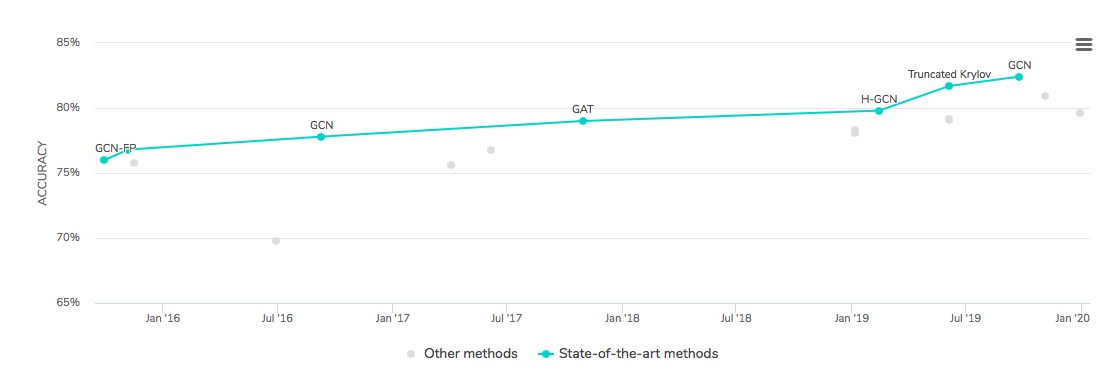 85%
80%
75%
70%
65%
ACCURACY
GCN-FP
GCN
GAT
H-GCN
Truncated Krylov
GCN
Jan '16
Jul '16
Jan '17
Jul '17
Jan '18
Jul '18
Jan '19
Jul '19
Jan '20
Other methods
State-of-the-art methods